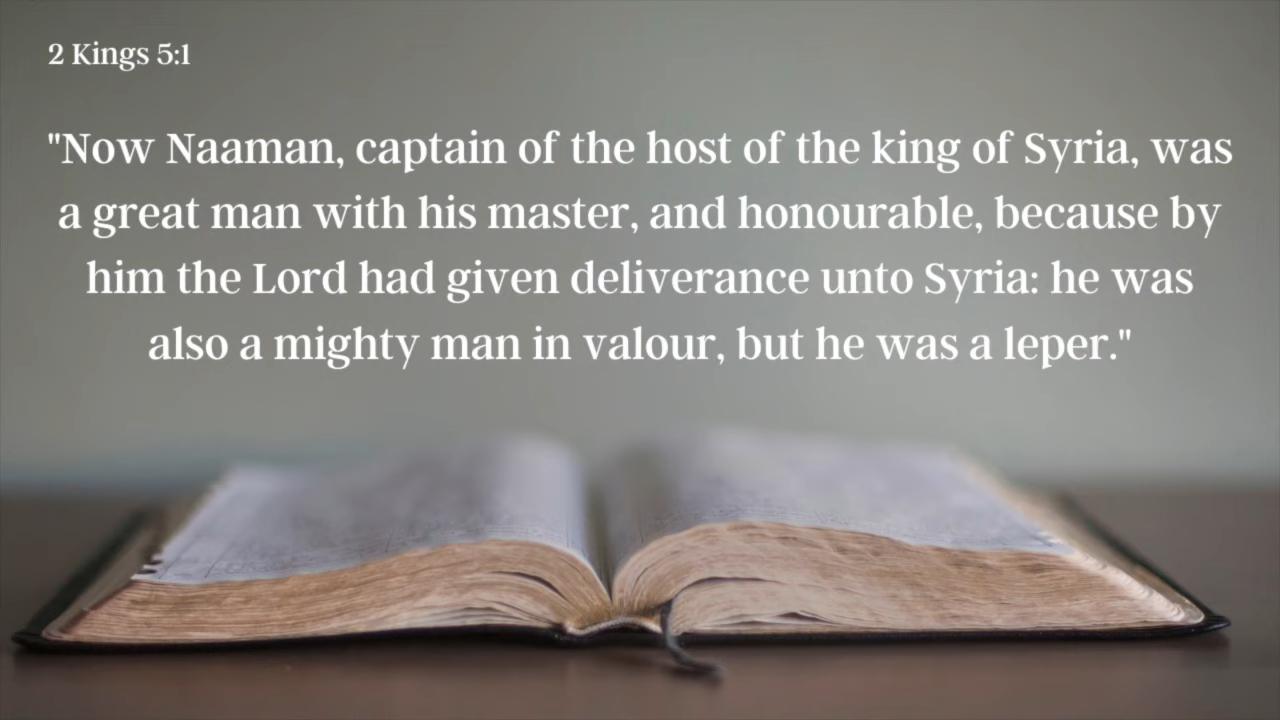 2 Kings 5:1
"Now Naaman, captain of the host of the king of Syria, was
a great man with his master, and honourable, because by
him the Lord had given deliverance unto Syria: he was
also a mighty man in valour, but he was a leper."